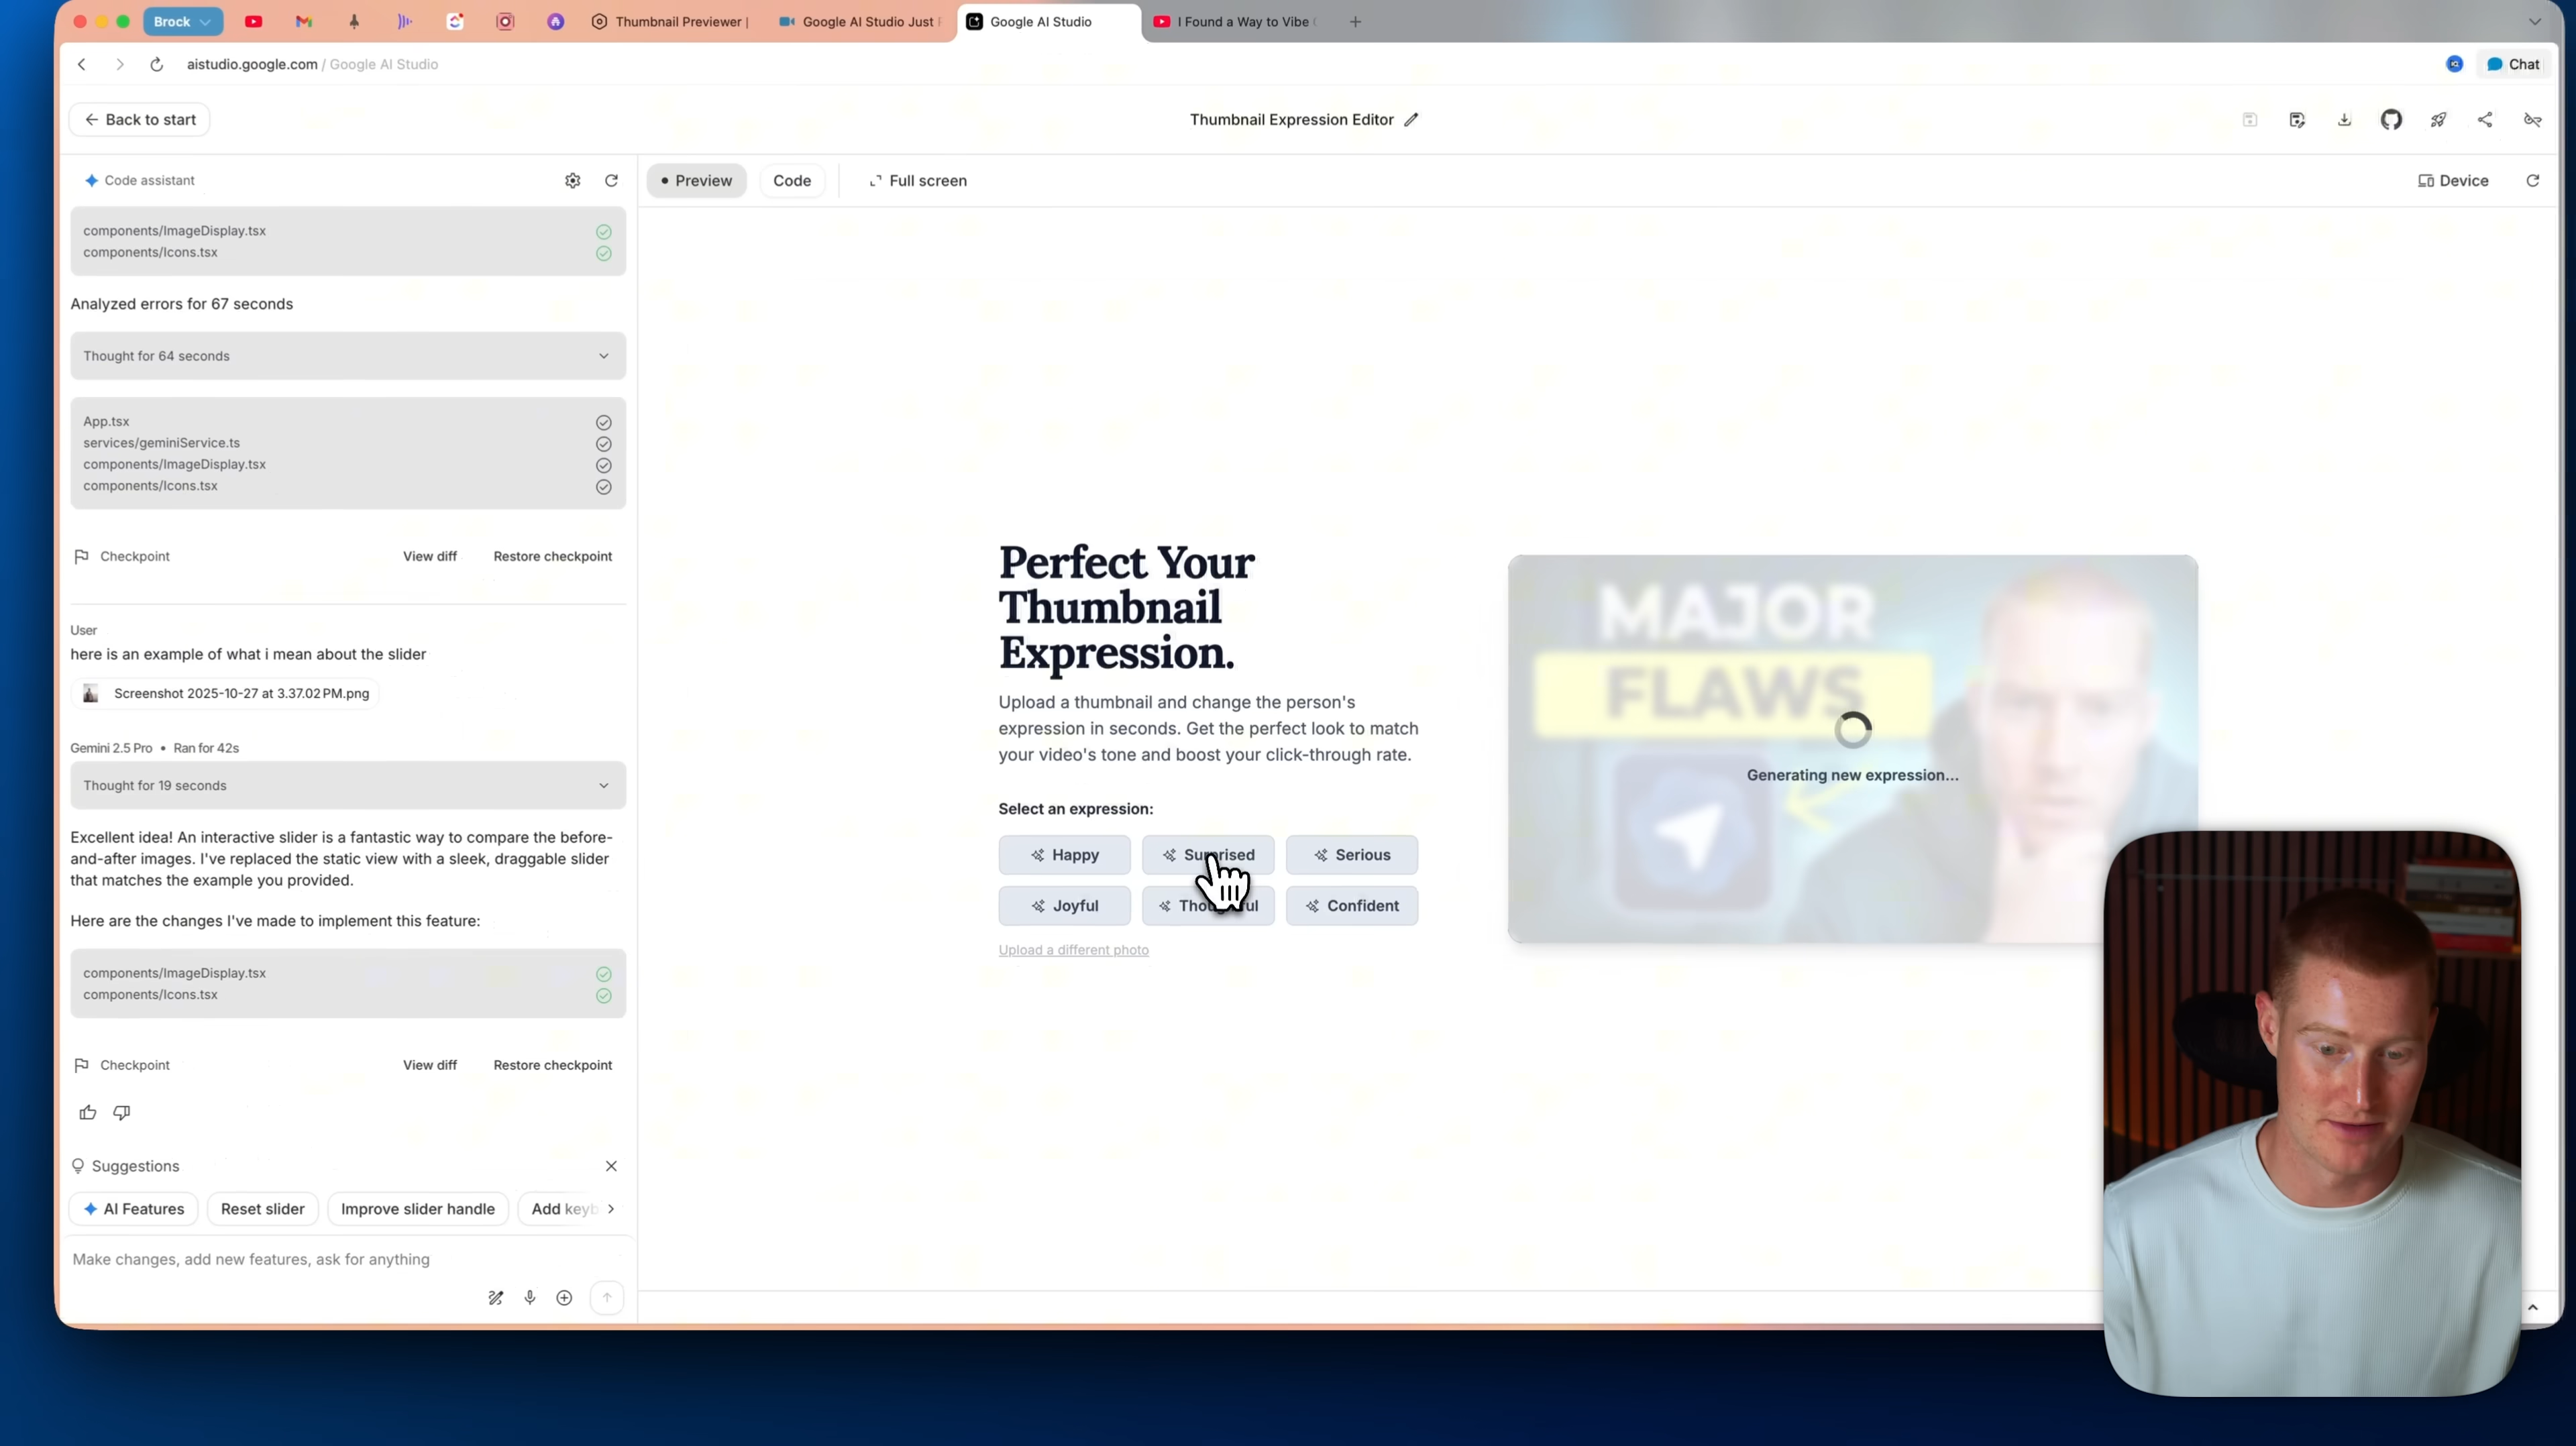 Brock
Thumbnail Previewer |
Google AI Studio Just
Google AI Studio
I Found a Way to Vibe
aistudio.google.com / Google AI Studio
Chat
Back to start
Thumbnail Expression Editor
Code assistant
Preview
Code
Full screen
Device
components/ImageDisplay.tsx
components/Icons.tsx
Analyzed errors for 67 seconds
Thought for 64 seconds
App.tsx
services/geminiService.ts
components/ImageDisplay.tsx
components/Icons.tsx
Checkpoint
View diff
Restore checkpoint
User
here is an example of what i mean about the slider
Screenshot 2025-10-27 at 3.37.02 PM.png
Gemini 2.5 Pro • Ran for 42s
Thought for 19 seconds
Excellent idea! An interactive slider is a fantastic way to compare the before-
and-after images. I've replaced the static view with a sleek, draggable slider
that matches the example you provided.
Here are the changes I've made to implement this feature:
components/ImageDisplay.tsx
components/Icons.tsx
Checkpoint
View diff
Restore checkpoint
Suggestions
AI Features
Reset slider
Improve slider handle
Add keyb
Make changes, add new features, ask for anything
Perfect Your
Thumbnail
Expression.
Upload a thumbnail and change the person's
expression in seconds. Get the perfect look to match
your video's tone and boost your click-through rate.
Select an expression:
Happy
Surprised
Serious
Joyful
Thoughtful
Confident
Upload a different photo
MAJOR
FLAWS
Generating new expression...